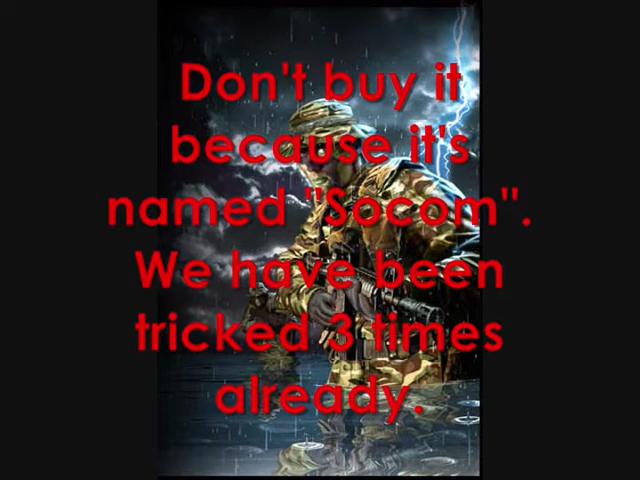 Don't buy it
because it's
named "Socom".
We have been
tricked 3 times
already.